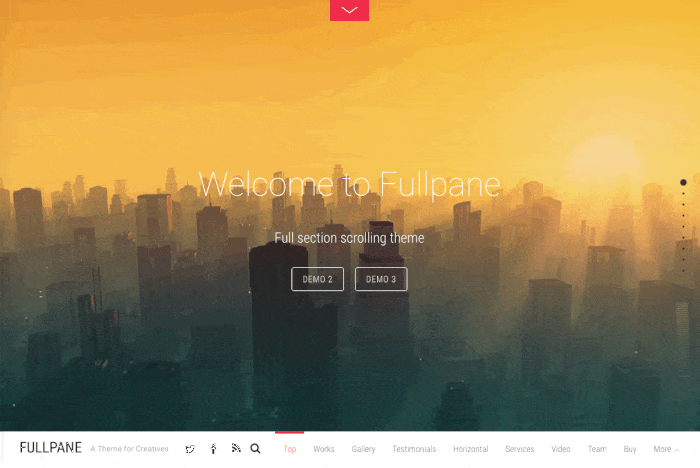 Welcome to Fullpane
Full section scrolling theme
DEMO 2 DEMO 3
FULLPANE A Theme for Creatives Top Works Gallery Testimonials Horizontal Services Video Team Buy More